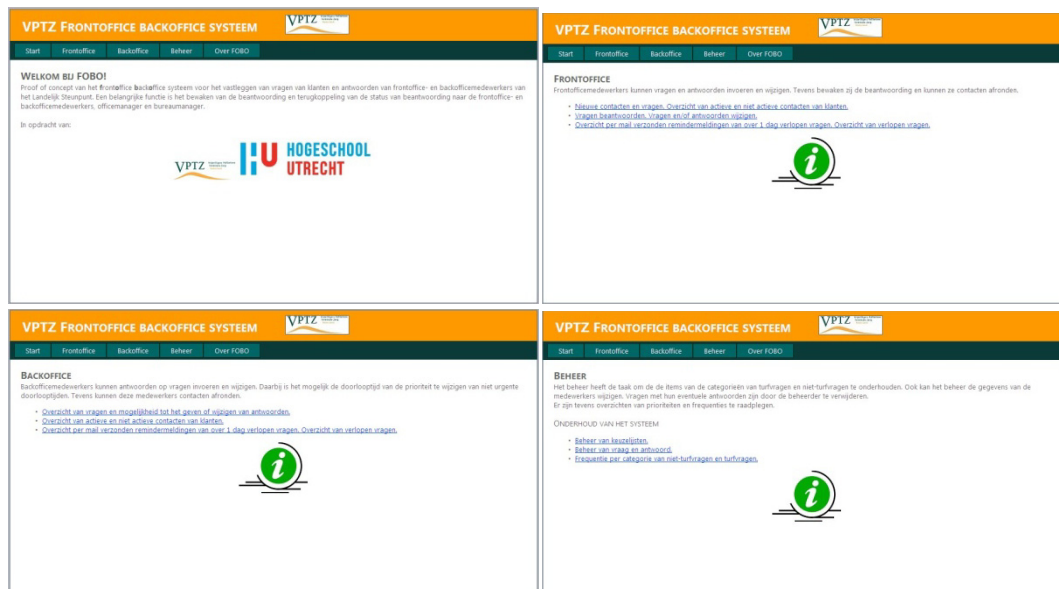 VPTZ FRONTOFFICE BACKOFFICE SYSTEEM
VPTZ
Start Frontoffice Backoffice Beheer Over FOBO
WELKOM BIJ FOBO!
Proof of concept van het frontoffice backoffice systeem voor het vastleggen van vragen van klanten en antwoorden van frontoffice- en backofficemedewerkers van
het Landelijk Steunpunt. Een belangrijke functie is het bewaken van de beantwoording en terugkoppeling van de status van beantwoording naar de frontoffice- en
backofficemedewerkers, officemanager en bureaumanager.
In opdracht van:
VPTZ
HU HOGESCHOOL
UTRECHT
VPTZ FRONTOFFICE BACKOFFICE SYSTEEM
VPTZ
Start Frontoffice Backoffice Beheer Over FOBO
FRONTOFFICE
Frontofficemedewerkers kunnen vragen en antwoorden invoeren en wijzigen. Tevens bewaken zij de beantwoording en kunnen ze contacten afronden.
• Nieuwe contacten en vragen. Overzicht van actieve en niet actieve contacten van klanten.
• Vragen beantwoorden. Vragen en/of antwoorden wijzigen.
• Overzicht per mail verzonden remindermeldingen van over 1 dag verlopen vragen. Overzicht van verlopen vragen.
i
VPTZ FRONTOFFICE BACKOFFICE SYSTEEM
VPTZ
Start Frontoffice Backoffice Beheer Over FOBO
BACKOFFICE
Backofficemedewerkers kunnen antwoorden op vragen invoeren en wijzigen. Daarbij is het mogelijk de doorlooptijd van de prioriteit te wijzigen van niet urgente
doorlooptijden. Tevens kunnen deze medewerkers contacten afronden.
• Overzicht van vragen en mogelijkheid tot het geven of wijzigen van antwoorden.
• Overzicht van actieve en niet actieve contacten van klanten.
• Overzicht per mail verzonden remindermeldingen van over 1 dag verlopen vragen. Overzicht van verlopen vragen.
i
VPTZ FRONTOFFICE BACKOFFICE SYSTEEM
VPTZ
Start Frontoffice Backoffice Beheer Over FOBO
BEHEER
Het beheer heeft de taak om de de items van de categorieën van turfvragen en niet-turfvragen te onderhouden. Ook kan het beheer de gegevens van de
medewerkers wijzigen. Vragen met hun eventuele antwoorden zijn door de beheerder te verwijderen.
Er zijn tevens overzichten van prioriteiten en frequenties te raadplegen.
ONDERHOUD VAN HET SYSTEEM
• Beheer van keuzelijsten.
• Beheer van vraag en antwoord.
• Frequentie per categorie van niet-turfvragen en turfvragen.
i